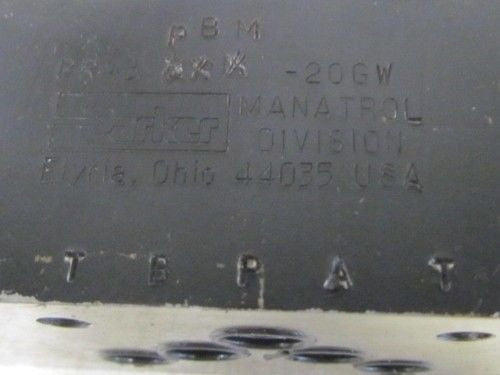 PBM
-20GW
Parker MANATROL
DIVISION
Elyria, Ohio 44035 USA
T B P A T